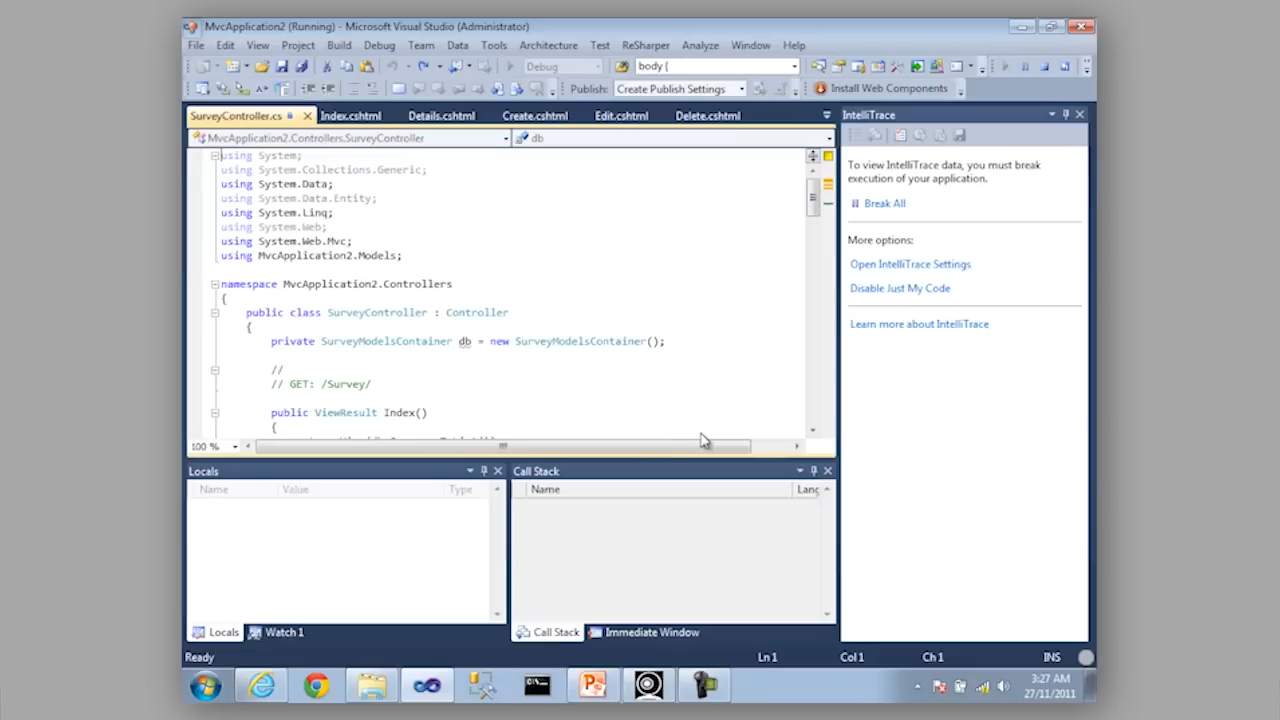 MvcApplication2 (Running) - Microsoft Visual Studio (Administrator)
File Edit View Project Build Debug Team Data Tools Architecture Test ReSharper Analyze Window Help
Debug body {
Publish: Create Publish Settings Install Web Components
SurveyController.cs Index.cshtml Details.cshtml Create.cshtml Edit.cshtml Delete.cshtml
MvcApplication2.Controllers.SurveyController db
using System;
using System.Collections.Generic;
using System.Data;
using System.Data.Entity;
using System.Linq;
using System.Web;
using System.Web.Mvc;
using MvcApplication2.Models;
namespace MvcApplication2.Controllers
{
public class SurveyController : Controller
{
private SurveyModelsContainer db = new SurveyModelsContainer();
//
// GET: /Survey/
public ViewResult Index()
{
100 %
IntelliTrace
To view IntelliTrace data, you must break
execution of your application.
Break All
More options:
Open IntelliTrace Settings
Disable Just My Code
Learn more about IntelliTrace
Locals
Name Value Type
Locals Watch 1
Call Stack
Name Lang
Call Stack Immediate Window
Ready Ln 1 Col 1 Ch 1 INS
3:27 AM
27/11/2011